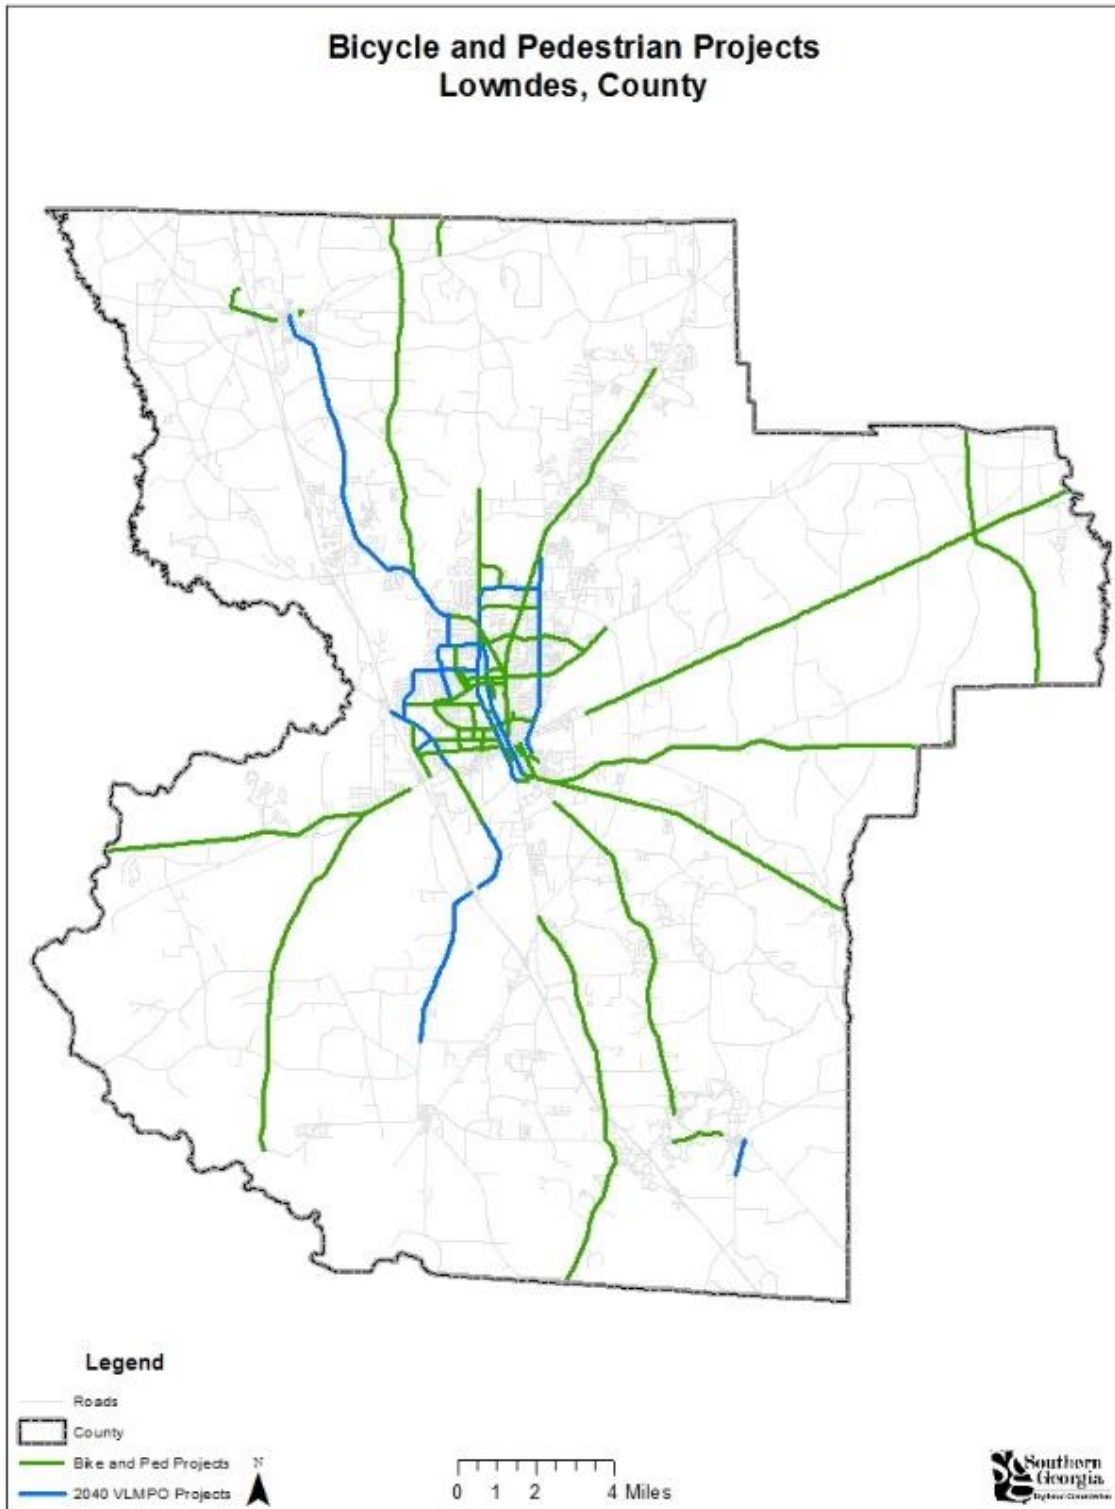 Bicycle and Pedestrian Projects
Lowndes, County
Legend
Roads
County
Bike and Ped Projects
N
2040 VLMPO Projects
0 1 2 4 Miles
Southern
Georgia